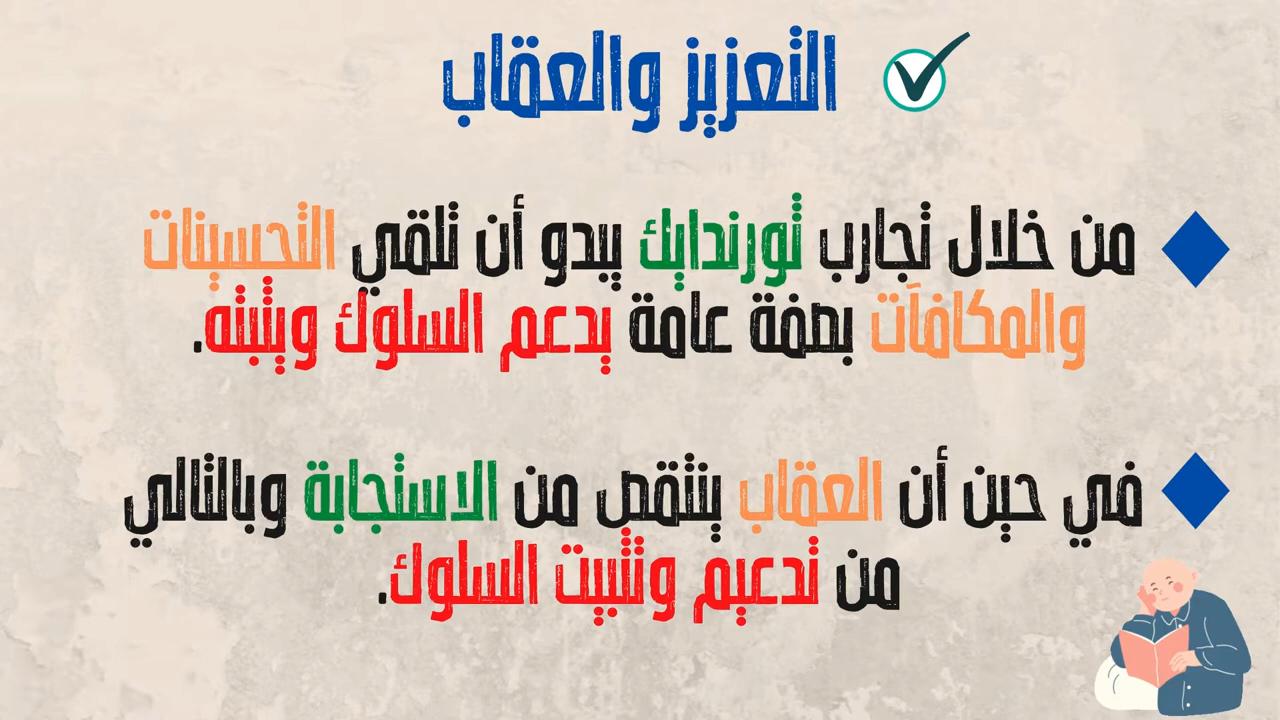 التعزيز والعقاب
من خلال تجارب ثورندايك يبدو أن تلقي التحسينات
والمكافآت بصفة عامة يدعم السلوك ويثبته.
في حين أن العقاب ينتقص من الاستجابة وبالتالي
من تدعيم وتثبيت السلوك.